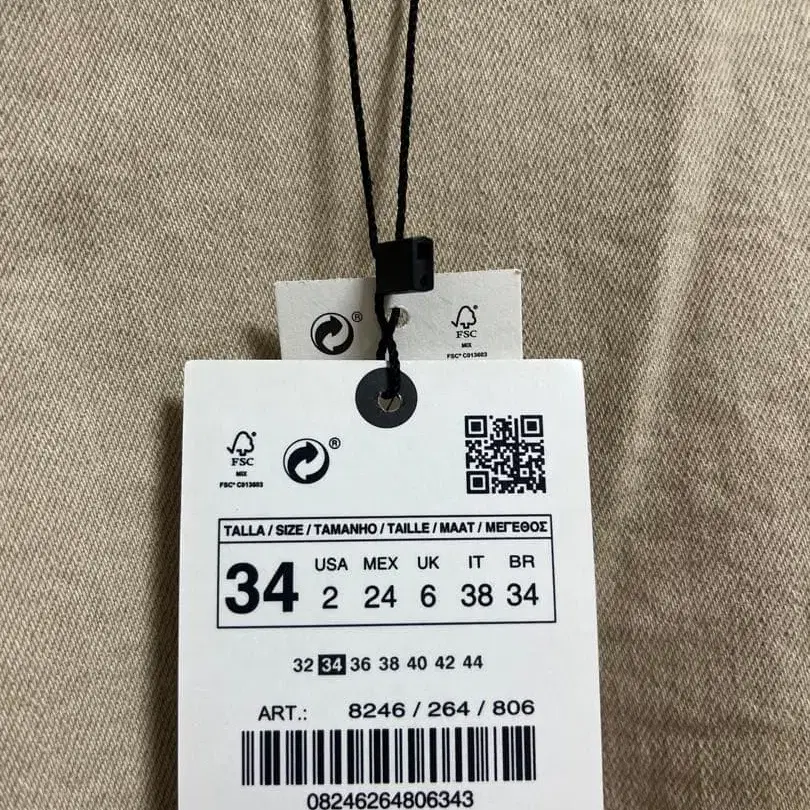 ®
FSC
MIX
FSC® C013603
FSC
MIX
FSC® C013603
®
TALLA / SIZE / TAMANHO / TAILLE / MAAT / ΜΕΓΕΘΟΣ
34
USA MEX UK IT BR
2 24 6 38 34
32 34 36 38 40 42 44
ART.: 8246 / 264 / 806
08246264806343